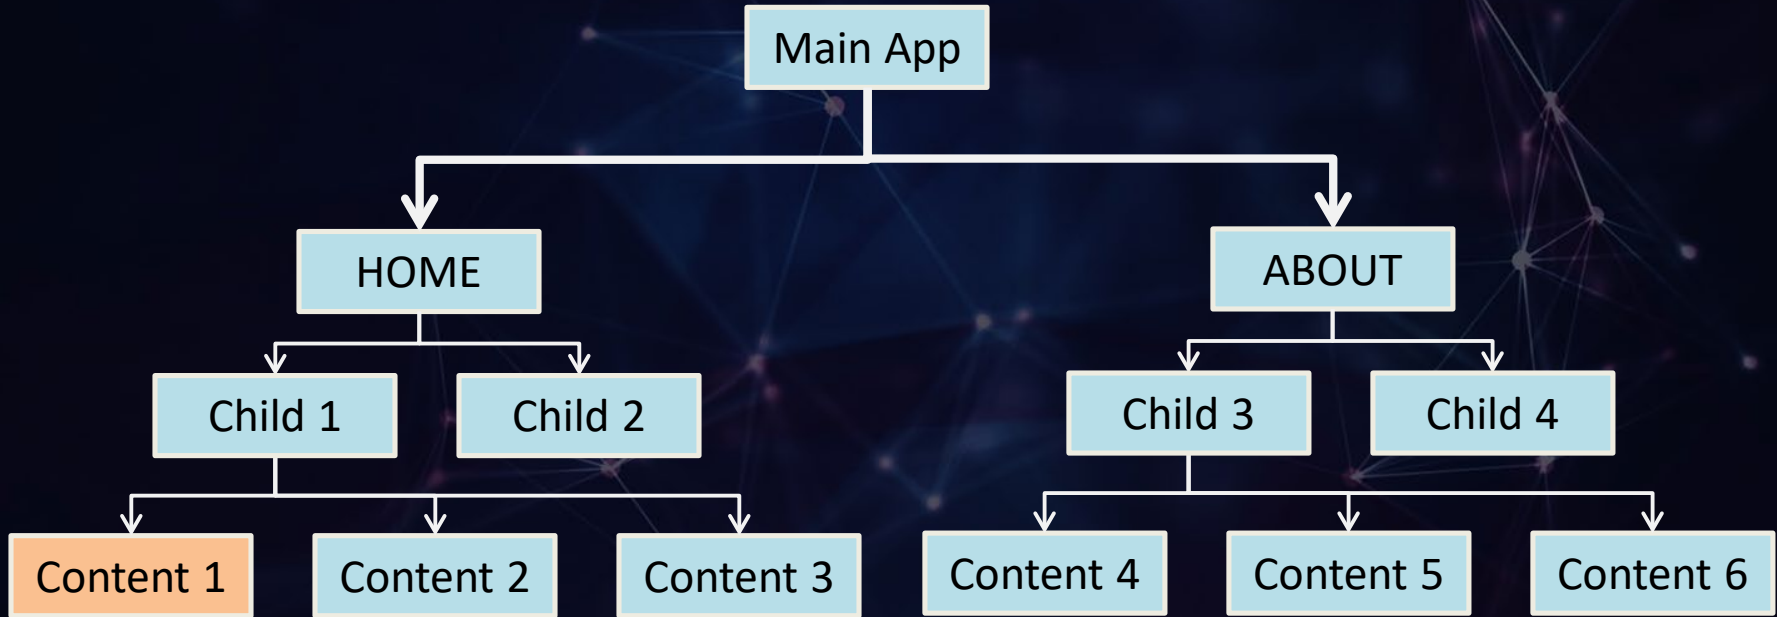 Main App
HOME
ABOUT
Child 1
Child 2
Child 3
Child 4
Content 1
Content 2
Content 3
Content 4
Content 5
Content 6